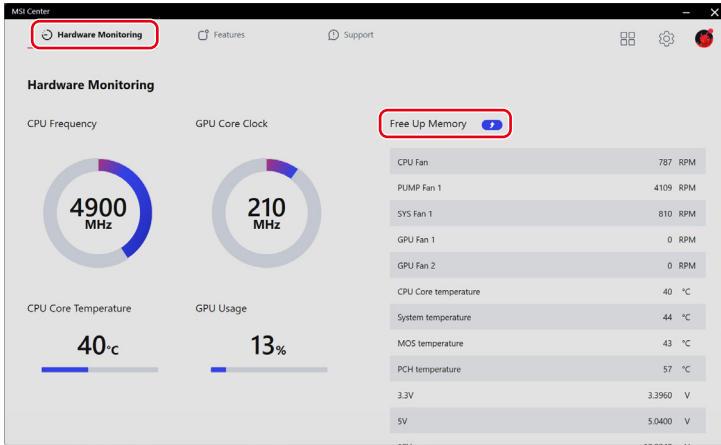 MSI Center
Hardware Monitoring
Features
Support
Hardware Monitoring
CPU Frequency
GPU Core Clock
Free Up Memory
4900
MHz
210
MHz
CPU Core Temperature
GPU Usage
40°C
13%
CPU Fan 787 RPM
PUMP Fan 1 4109 RPM
SYS Fan 1 810 RPM
GPU Fan 1 0 RPM
GPU Fan 2 0 RPM
CPU Core temperature 40 °C
System temperature 44 °C
MOS temperature 43 °C
PCH temperature 57 °C
3.3V 3.3960 V
5V 5.0400 V